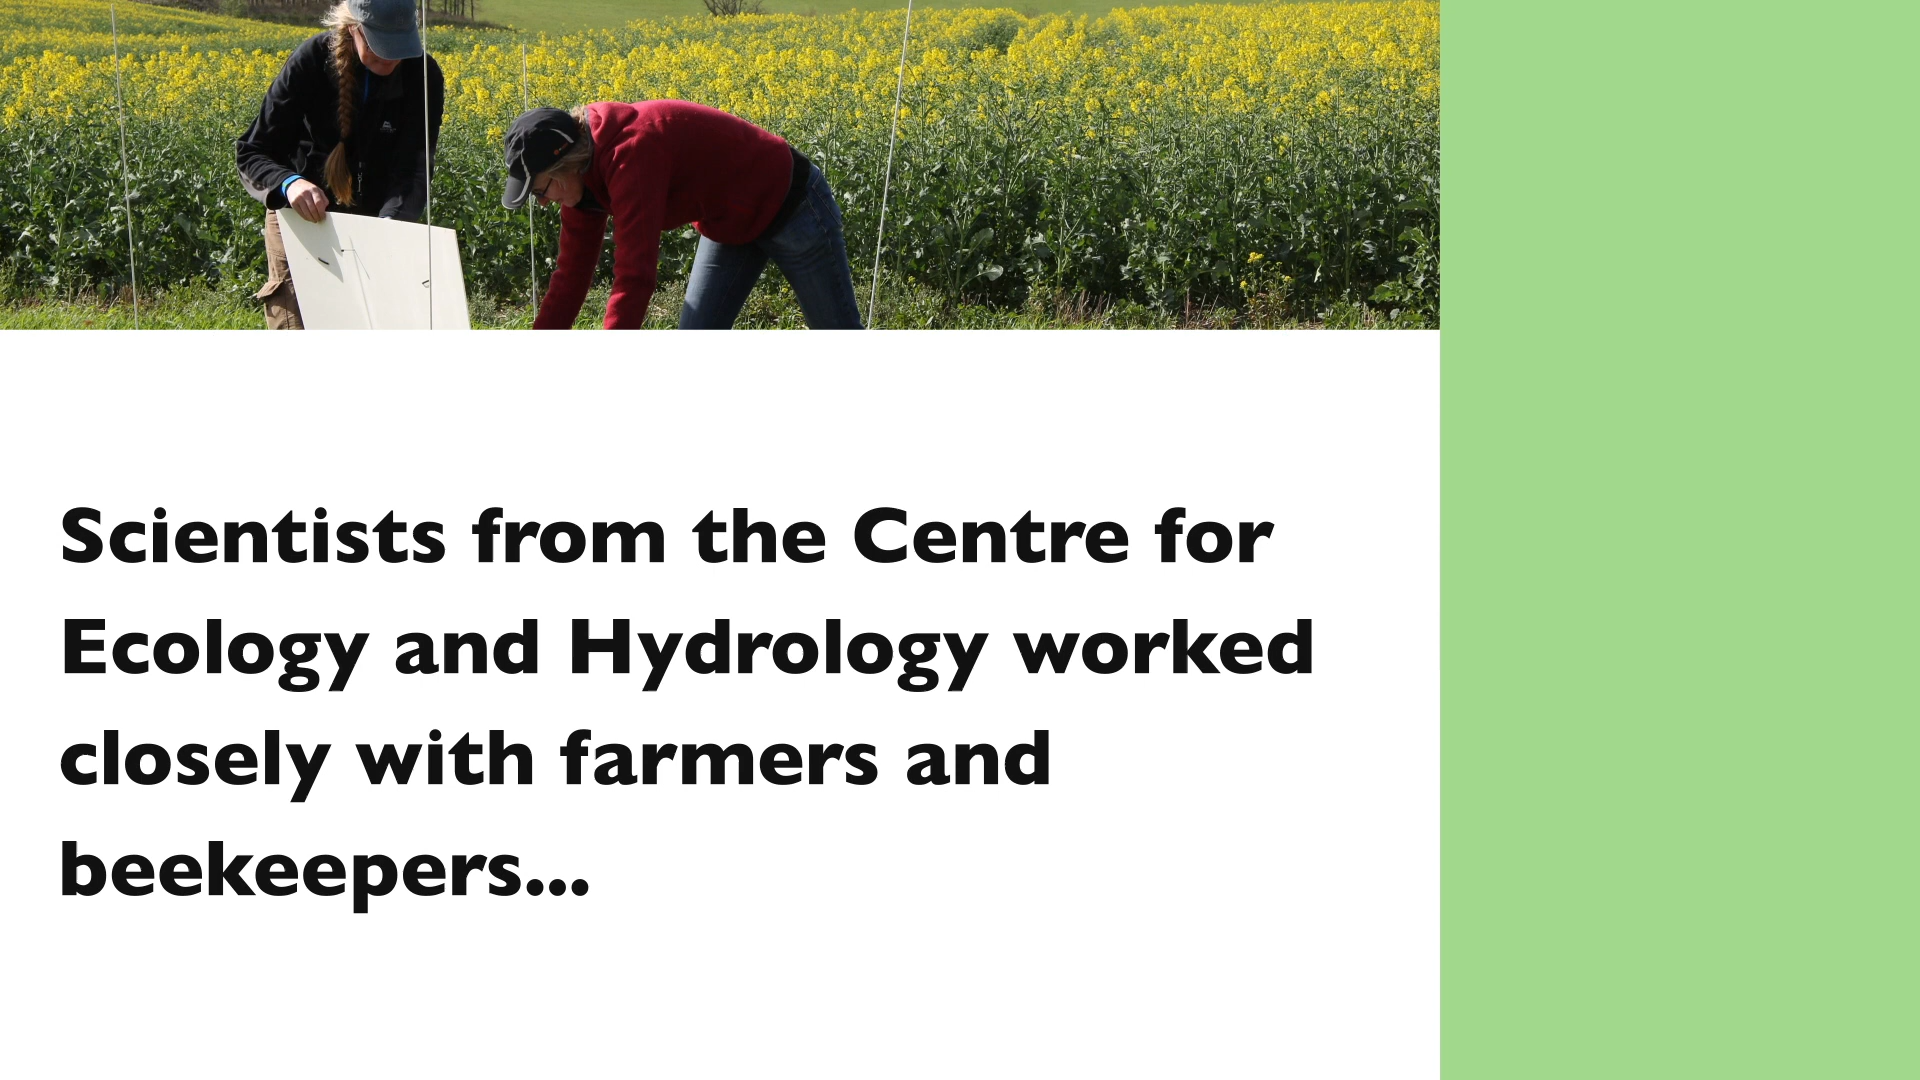 Scientists from the Centre for
Ecology and Hydrology worked
closely with farmers and
beekeepers...